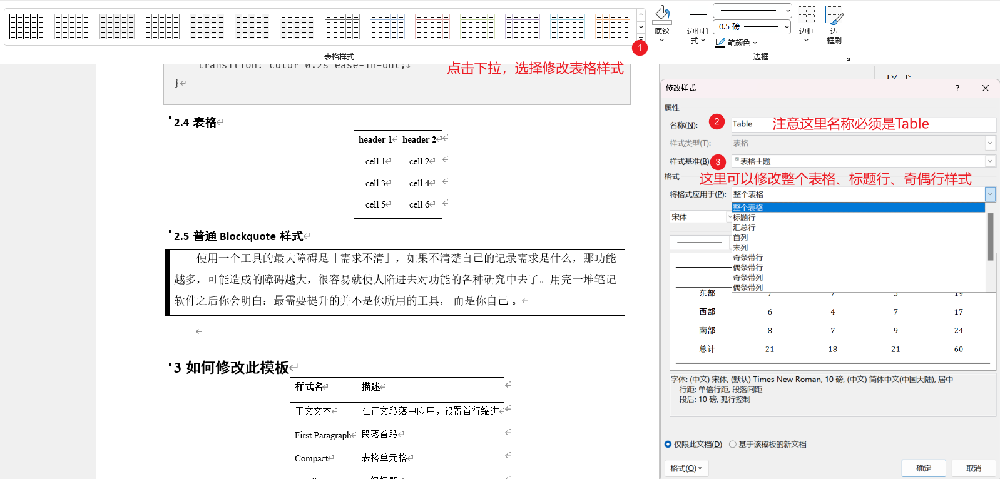 底纹
边框样
式
0.5 磅
笔颜色
边框
边
框刷
表格样式
边框
1
点击下拉，选择修改表格样式
transition: color 0.2s ease-in-out;
}
2.4 表格
header 1 header 2
cell 1 cell 2
cell 3 cell 4
cell 5 cell 6
2.5 普通 Blockquote 样式
使用一个工具的最大障碍是「需求不清」，如果不清楚自己的记录需求是什么，那功能
越多，可能造成的障碍越大，很容易就使人陷进去对功能的各种研究中去了。用完一堆笔记
软件之后你会明白：最需要提升的并不是你所用的工具， 而是你自己 。
3 如何修改此模板
样式名 描述
正文文本 在正文段落中应用，设置首行缩进
First Paragraph 段落首段
Compact 表格单元格
样式
修改样式 ?
属性
名称(N): 2 Table 注意这里名称必须是Table
样式类型(T): 表格
样式基准(B): 3 表格主题
格式
这里可以修改整个表格、标题行、奇偶行样式
将格式应用于(P): 整个表格
整个表格
宋体
标题行
汇总行
首列
末列
奇条带行
偶条带行
奇条带列
偶条带列
东部 7 7 5 19
西部 6 4 7 17
南部 8 7 9 24
总计 21 18 21 60
字体: (中文) 宋体, (默认) Times New Roman, 10 磅, (中文) 简体中文(中国大陆), 居中
行距: 单倍行距, 段落间距
段后: 10 磅, 孤行控制
仅限此文档(D) 基于该模板的新文档
格式(O)
确定
取消